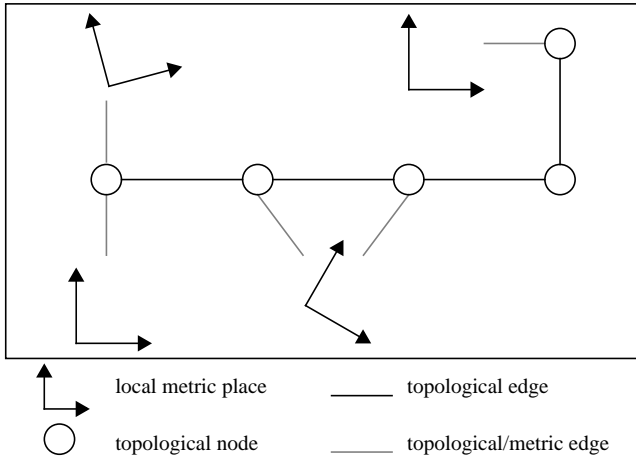 local metric place
topological edge
topological node
topological/metric edge